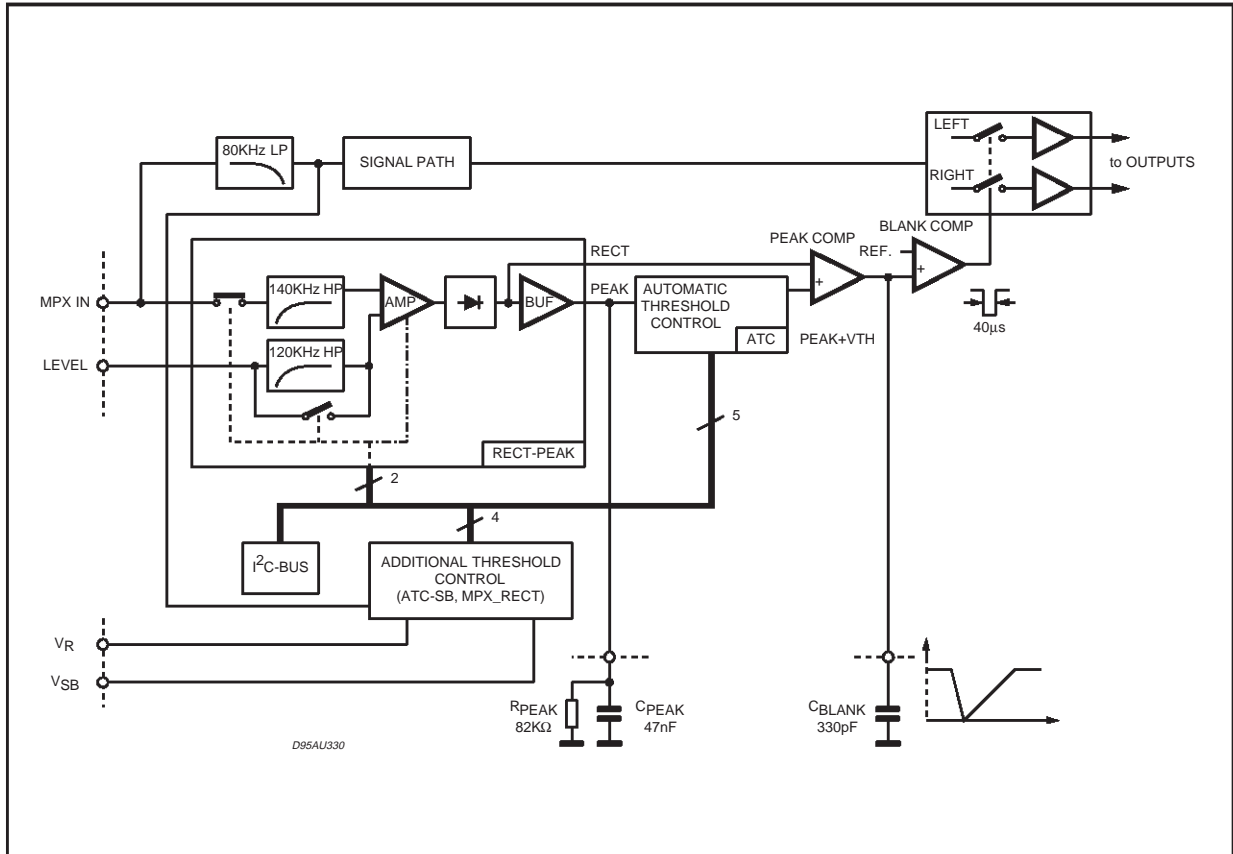 LEFT
80KHz LP
SIGNAL PATH
to OUTPUTS
RIGHT
BLANK COMP
PEAK COMP
RECT
REF.
+
MPX IN
140KHz HP
AMP
BUF
PEAK
AUTOMATIC
THRESHOLD
CONTROL
+
40µs
ATC
PEAK+VTH
LEVEL
120KHz HP
5
RECT-PEAK
2
4
I2C-BUS
ADDITIONAL THRESHOLD
CONTROL
(ATC-SB, MPX_RECT)
VR
VSB
RPEAK
82KΩ
CPEAK
47nF
CBLANK
330pF
D95AU330